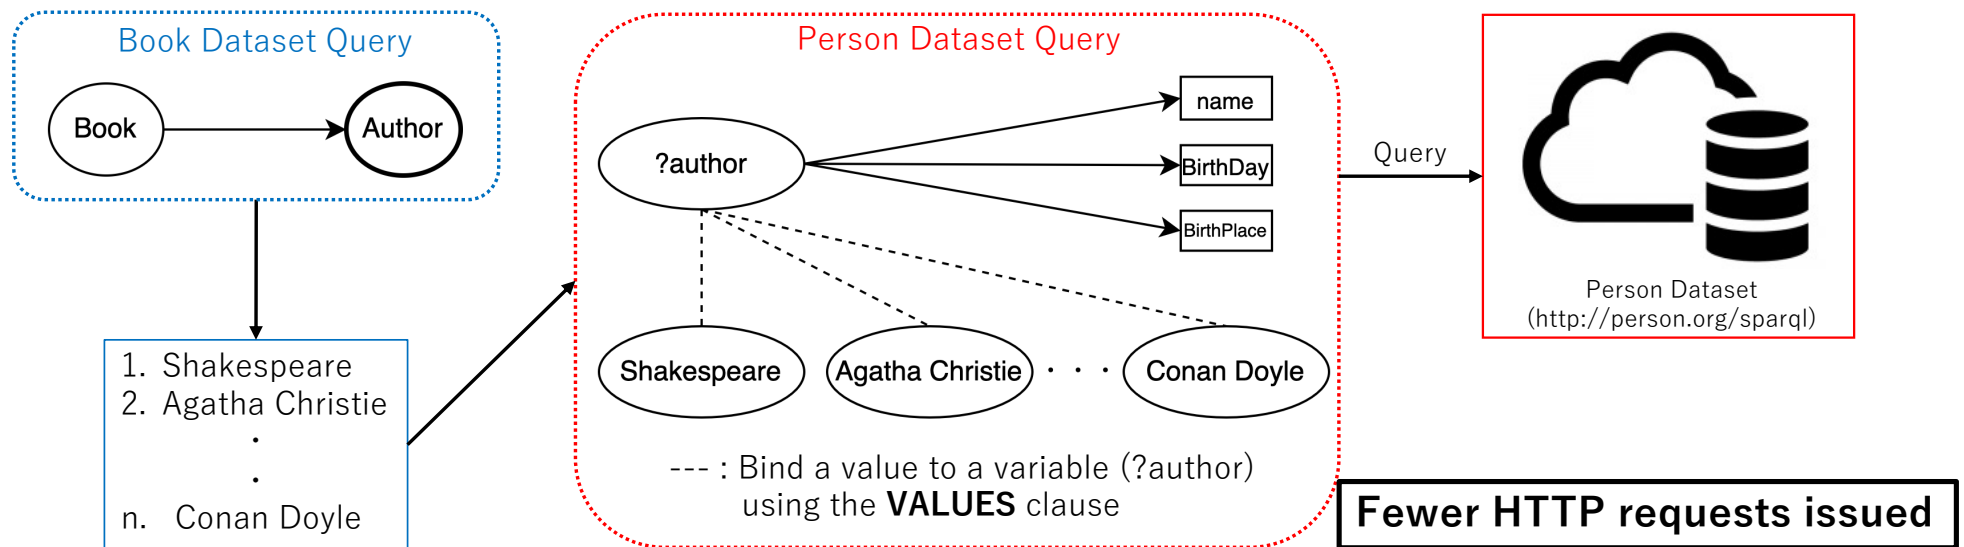 Book Dataset Query
Book
Author
1. Shakespeare
2. Agatha Christie
.
.
n. Conan Doyle
Person Dataset Query
?author
name
BirthDay
BirthPlace
Shakespeare
Agatha Christie
· · ·
Conan Doyle
--- : Bind a value to a variable (?author)
using the VALUES clause
Query
Person Dataset
(http://person.org/sparql)
Fewer HTTP requests issued